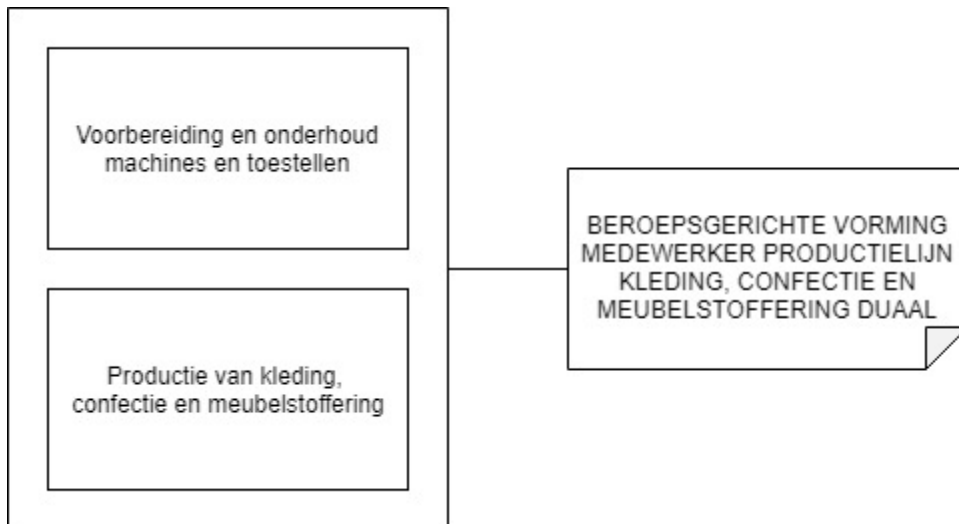 Voorbereiding en onderhoud
machines en toestellen
Productie van kleding,
confectie en meubelstoffering
BEROEPSGERICHTE VORMING
MEDEWERKER PRODUCTIELIJN
KLEDING, CONFECTIE EN
MEUBELSTOFFERING DUAAL